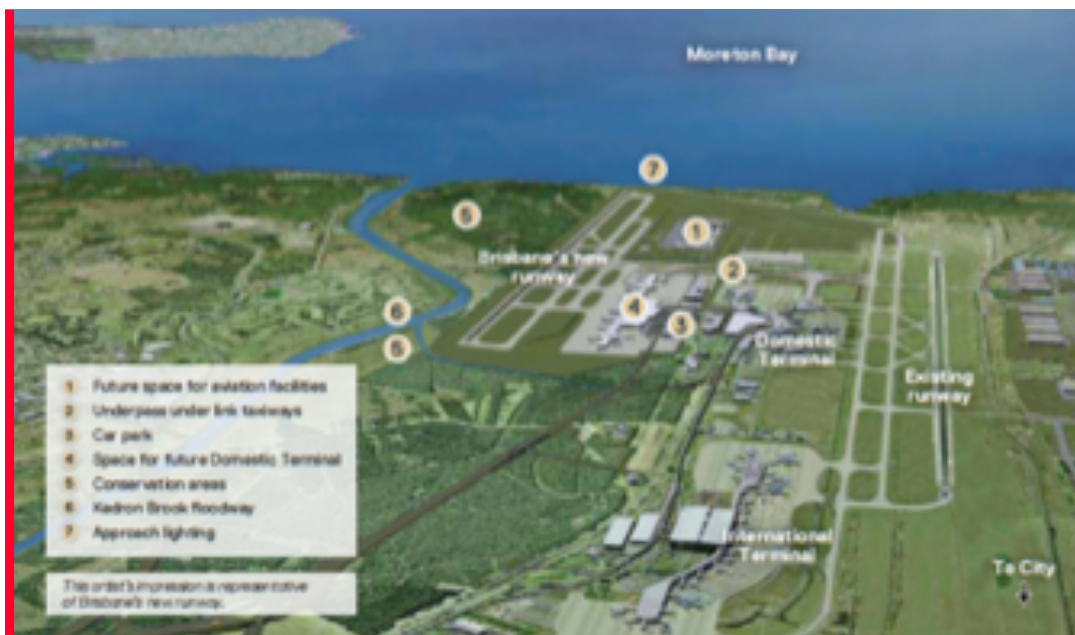 Moreton Bay
7
5
1
Brisbane's new
runway
2
6
4
3
5
Domestic
Terminal
Existing
runway
1 Future space for aviation facilities
2 Underpass under link taxiways
3 Car park
4 Space for future Domestic Terminal
5 Conservation areas
6 Kedron Brook floodway
7 Approach lighting
International
Terminal
To City
This artist's impression is representative
of Brisbane's new runway.